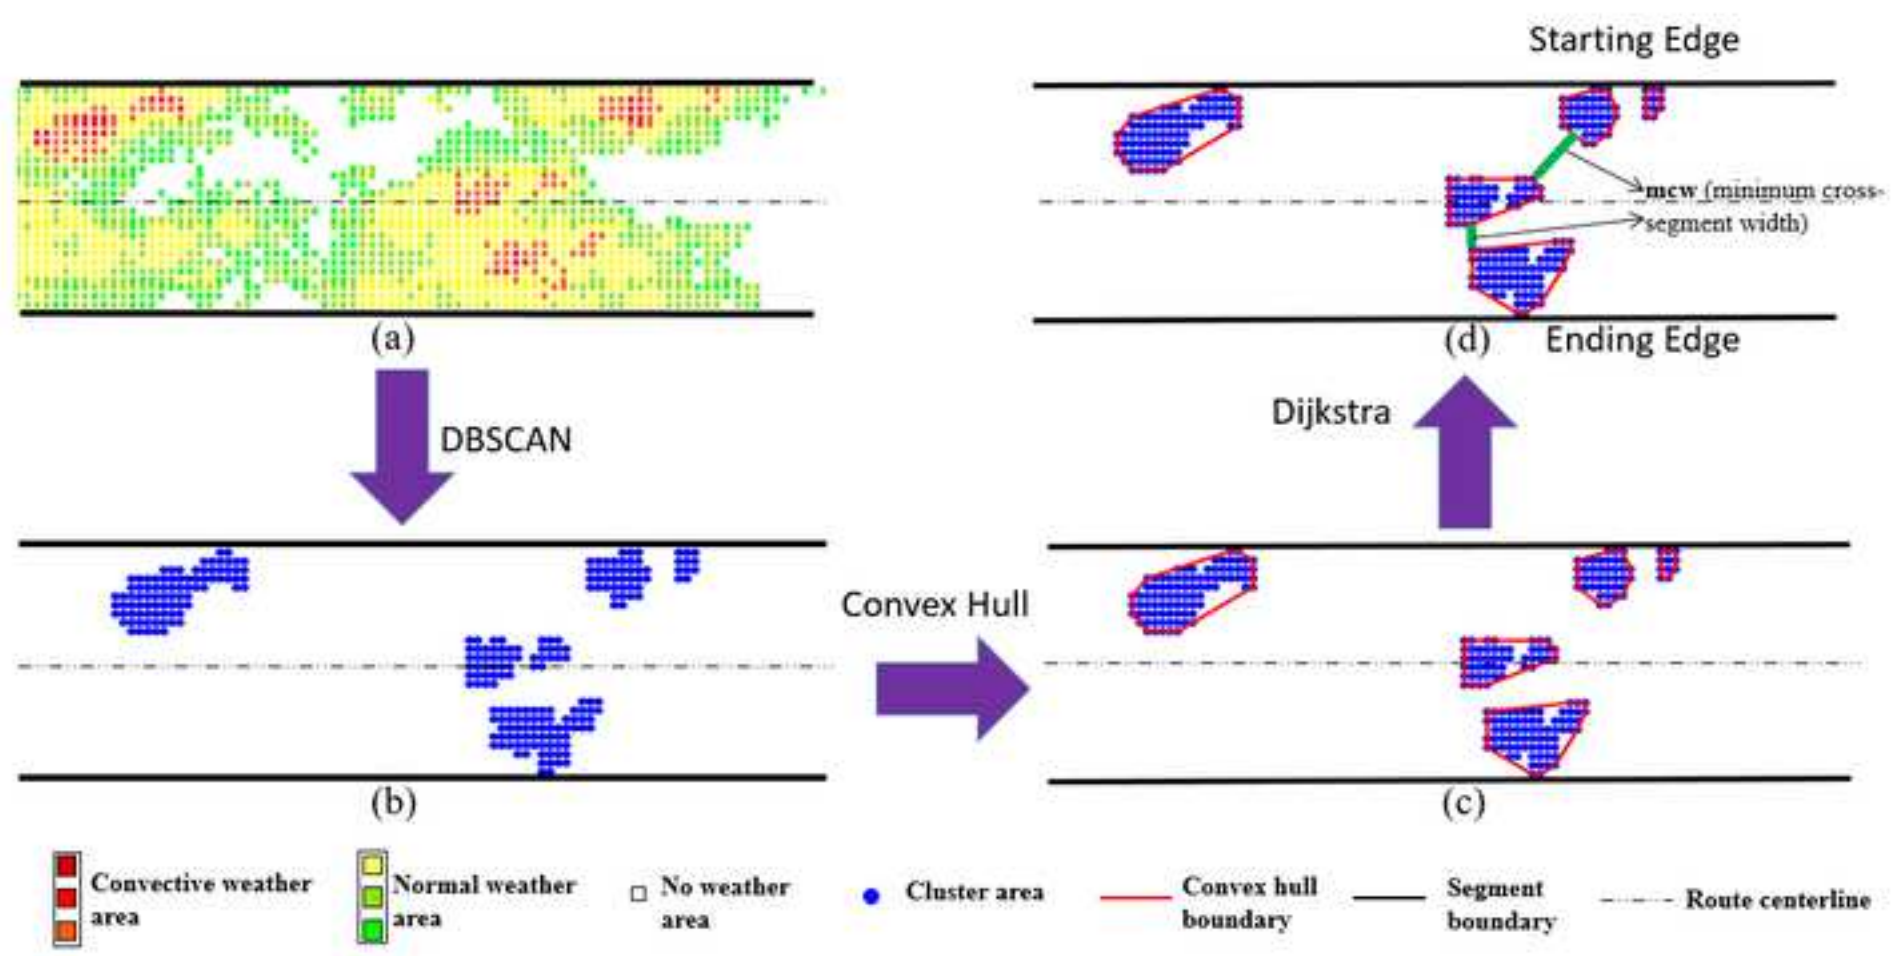 Starting Edge
mcw (minimum cross-
segment width)
(a)
(d)
Ending Edge
DBSCAN
Dijkstra
Convex Hull
(b)
(c)
Convective weather
area
Normal weather
area
No weather
area
Cluster area
Convex hull
boundary
Segment
boundary
Route centerline